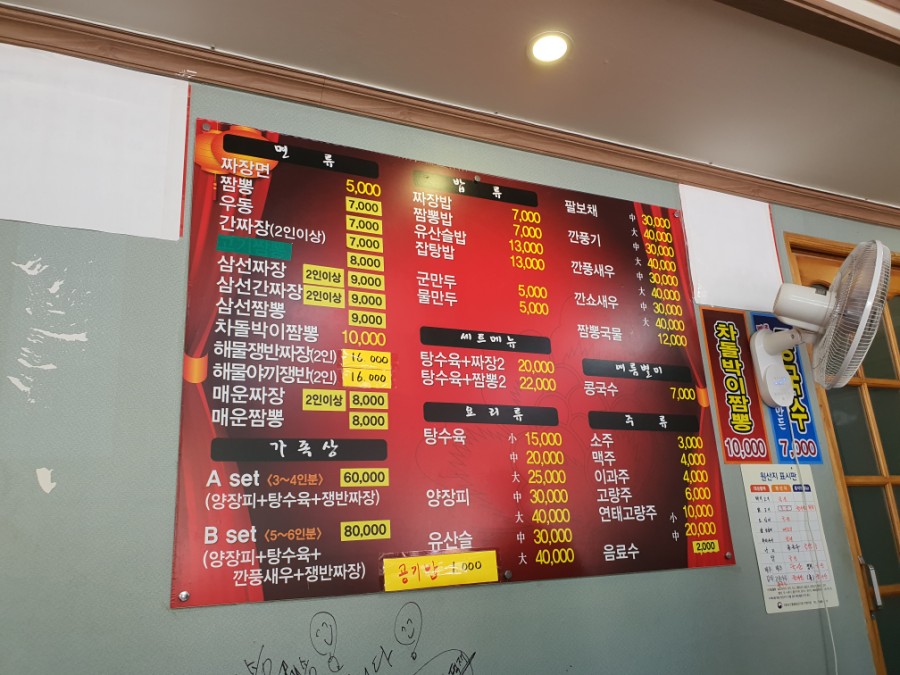 면 류
짜장면 5,000
짬뽕 7,000
우동 7,000
간짜장(2인이상) 7,000
8,000
삼선짜장 2인이상 9,000
삼선간짜장 2인이상 9,000
삼선짬뽕 9,000
차돌박이짬뽕 10,000
해물쟁반짜장(2인) 16.000
해물야끼쟁반(2인) 16.000
매운짜장 2인이상 8,000
매운짬뽕 8,000
가 족 상
A set <3~4인분> 60,000
(양장피+탕수육+쟁반짜장)
B set <5~6인분> 80,000
(양장피+탕수육+
깐풍새우+쟁반짜장)
밥 류
짜장밥 7,000
짬뽕밥 7,000
유산슬밥 13,000
잡탕밥 13,000
군만두 5,000
물만두 5,000
세트메뉴
탕수육+짜장2 20,000
탕수육+짬뽕2 22,000
요 리 류
탕수육 小 15,000
中 20,000
大 25,000
양장피 中 30,000
大 40,000
유산슬 中 30,000
大 40,000
공기밥 1000
팔보채 中 30,000
大 40,000
깐풍기 中 30,000
大 40,000
깐풍새우 中 30,000
大 40,000
깐쇼새우 中 30,000
大 40,000
짬뽕국물 12,000
여름별미
콩국수 7,000
주 류
소주 3,000
맥주 4,000
이과주 4,000
고량주 6,000
연태고량주 小 10,000
中 20,000
음료수 2,000
차돌박이짬뽕
10,000
콩국수
7,000
원산지 표시판